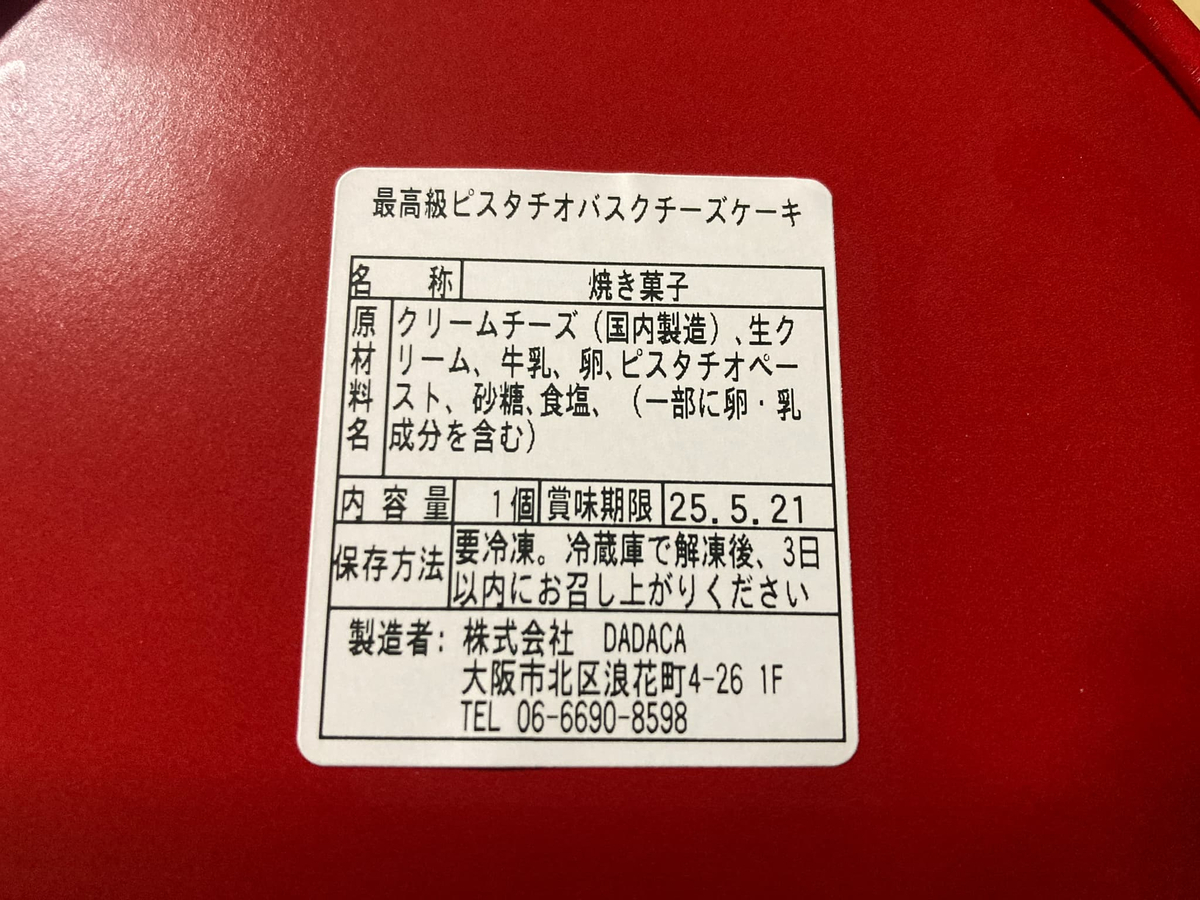 最高級ピスタチオバスクチーズケーキ
名　称　焼き菓子
原材料名　クリームチーズ（国内製造）、生ク
リーム、牛乳、卵、ピスタチオペー
スト、砂糖、食塩、（一部に卵・乳
成分を含む）
内容量　1個　賞味期限　25.5.21
保存方法　要冷凍。冷蔵庫で解凍後、3日
以内にお召し上がりください
製造者：株式会社　DADACA
大阪市北区浪花町4-26 1F
TEL 06-6690-8598